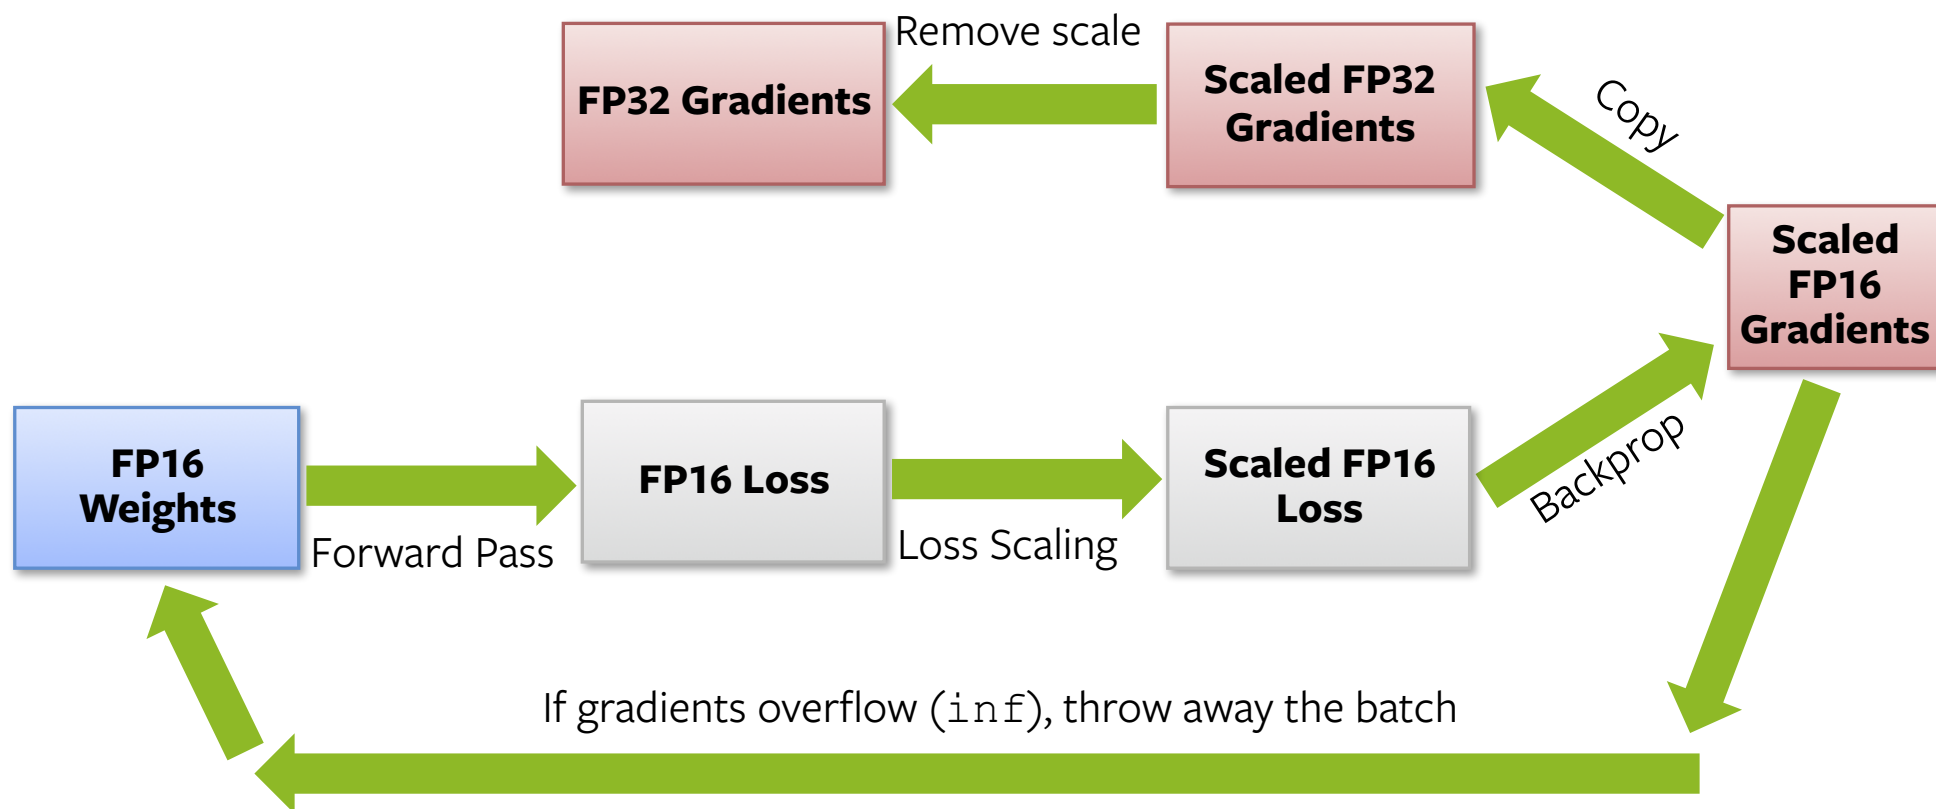 Remove scale
FP32 Gradients
Scaled FP32
Gradients
Copy
Scaled
FP16
Gradients
FP16
Weights
Forward Pass
FP16 Loss
Loss Scaling
Scaled FP16
Loss
Backprop
If gradients overflow (inf), throw away the batch